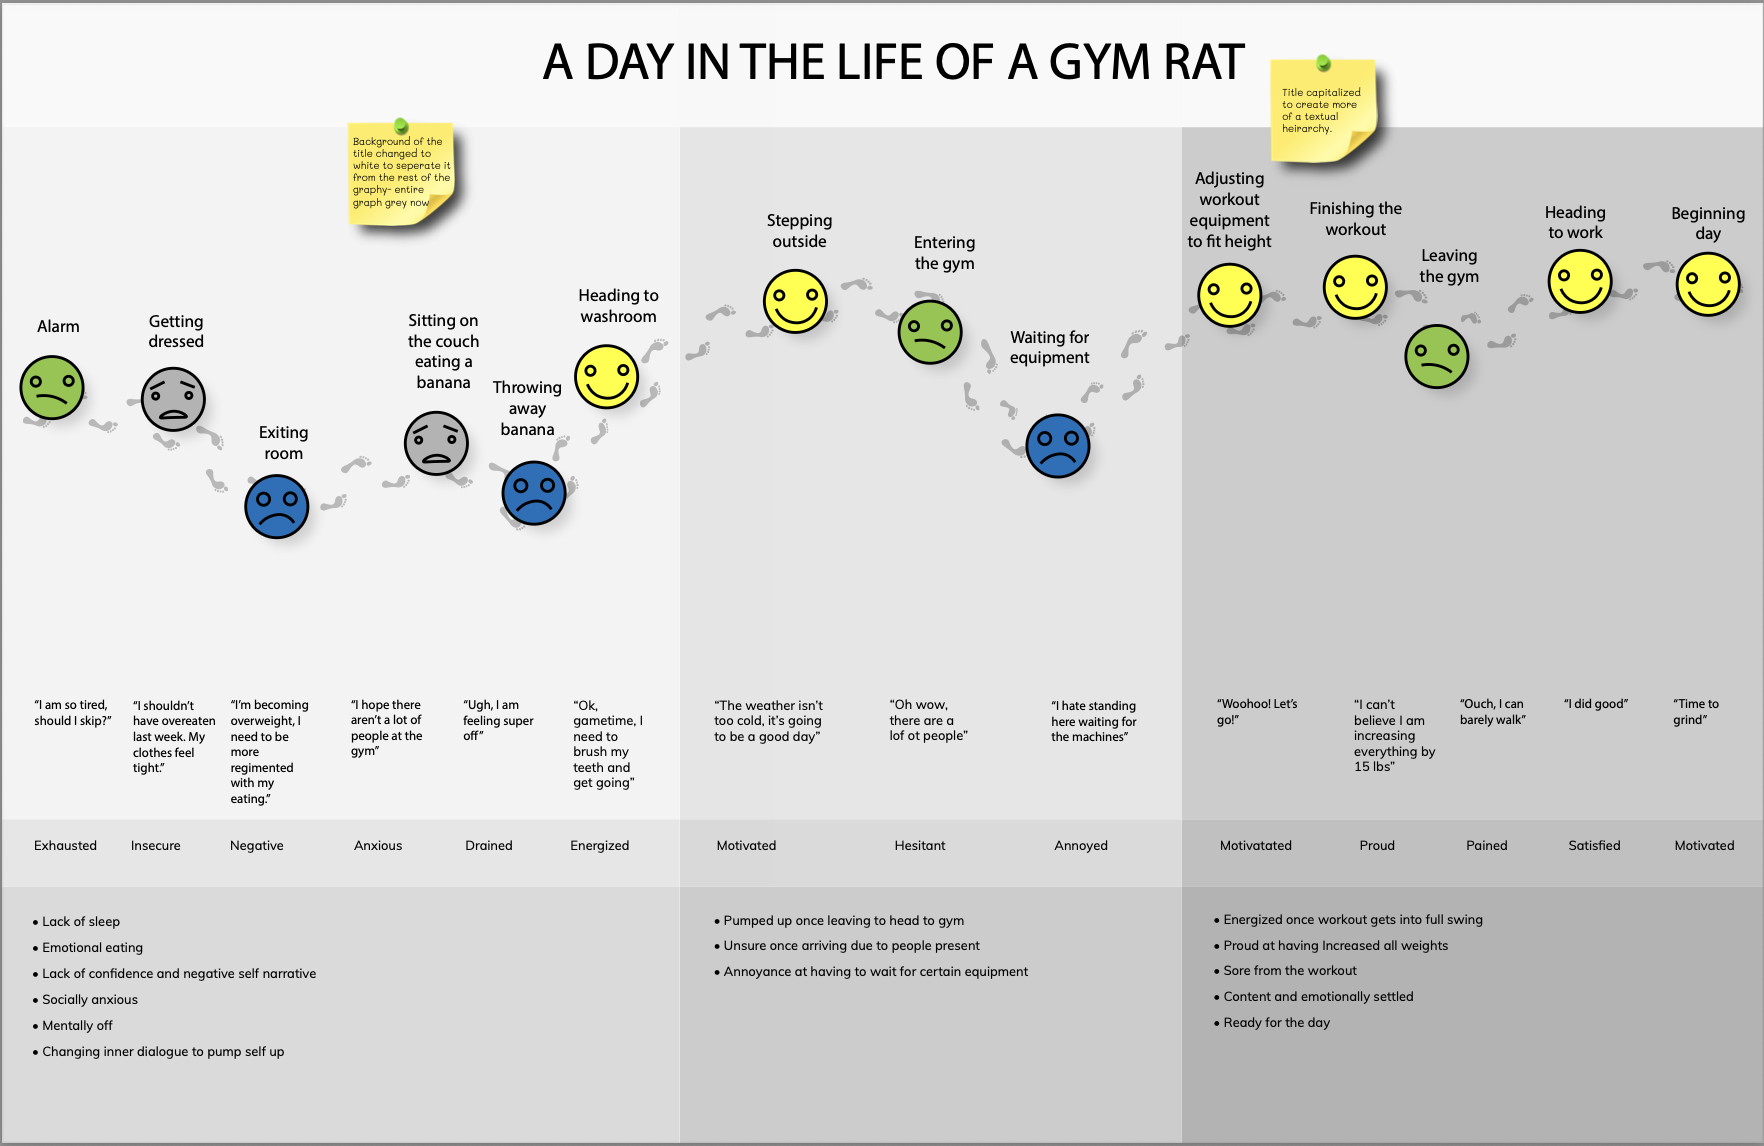 A DAY IN THE LIFE OF A GYM RAT
Title capitalized
to create more
of a textual
heirarchy.
Background of the
title changed to
white to seperate it
from the rest of the
graphy- entire
graph grey now
Alarm
Getting
dressed
Exiting
room
Sitting on
the couch
eating a
banana
Throwing
away
banana
Heading to
washroom
Stepping
outside
Entering
the gym
Waiting for
equipment
Adjusting
workout
equipment
to fit height
Finishing the
workout
Leaving
the gym
Heading
to work
Beginning
day
“I am so tired,
should I skip?”
“I shouldn’t
have overeaten
last week. My
clothes feel
tight.”
“I’m becoming
overweight, I
need to be
more
regimented
with my
eating.”
“I hope there
aren’t a lot of
people at the
gym”
“Ugh, I am
feeling super
off”
“Ok,
gametime, I
need to
brush my
teeth and
get going”
“The weather isn’t
too cold, it’s going
to be a good day”
“Oh wow,
there are a
lof ot people”
“I hate standing
here waiting for
the machines”
“Woohoo! Let’s
go!”
“I can’t
believe I am
increasing
everything by
15 lbs”
“Ouch, I can
barely walk”
“I did good”
“Time to
grind”
Exhausted
Insecure
Negative
Anxious
Drained
Energized
Motivated
Hesitant
Annoyed
Motivatated
Proud
Pained
Satisfied
Motivated
• Lack of sleep
• Emotional eating
• Lack of confidence and negative self narrative
• Socially anxious
• Mentally off
• Changing inner dialogue to pump self up
• Pumped up once leaving to head to gym
• Unsure once arriving due to people present
• Annoyance at having to wait for certain equipment
• Energized once workout gets into full swing
• Proud at having Increased all weights
• Sore from the workout
• Content and emotionally settled
• Ready for the day